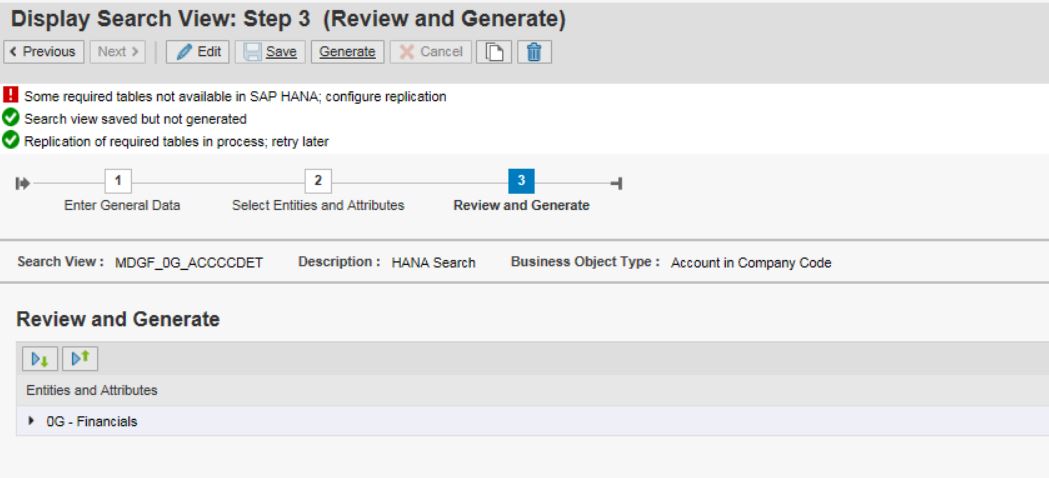 Display Search View: Step 3 (Review and Generate)
Previous Next Edit Save Generate Cancel
Some required tables not available in SAP HANA; configure replication
Search view saved but not generated
Replication of required tables in process; retry later
1 2 3
Enter General Data Select Entities and Attributes Review and Generate
Search View : MDGF_0G_ACCCCDET Description : HANA Search Business Object Type : Account in Company Code
Review and Generate
Entities and Attributes
0G - Financials